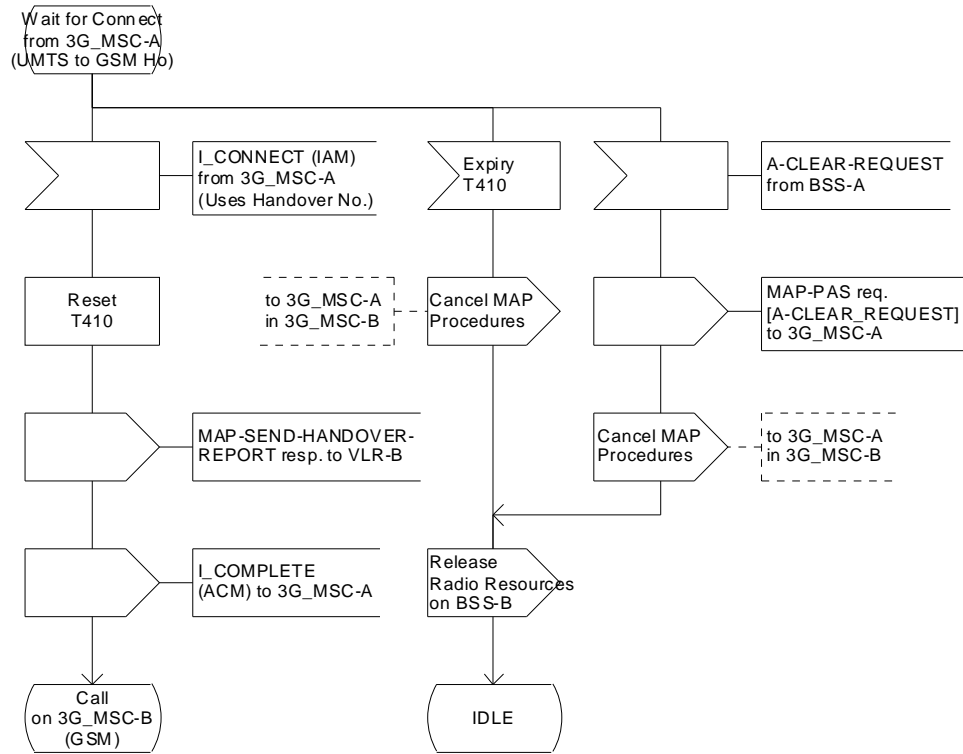 Wait for Connect
from 3G_MSC-A
(UMTS to GSM Ho)
I_CONNECT (IAM)
from 3G_MSC-A
(Uses Handover No.)
Expiry
T410
A-CLEAR-REQUEST
from BSS-A
Reset
T410
to 3G_MSC-A
in 3G_MSC-B
Cancel MAP
Procedures
MAP-PAS req.
[A-CLEAR_REQUEST]
to 3G_MSC-A
MAP-SEND-HANDOVER-
REPORT resp. to VLR-B
Cancel MAP
Procedures
to 3G_MSC-A
in 3G_MSC-B
I_COMPLETE
(ACM) to 3G_MSC-A
Release
Radio Resources
on BSS-B
Call
on 3G_MSC-B
(GSM)
IDLE